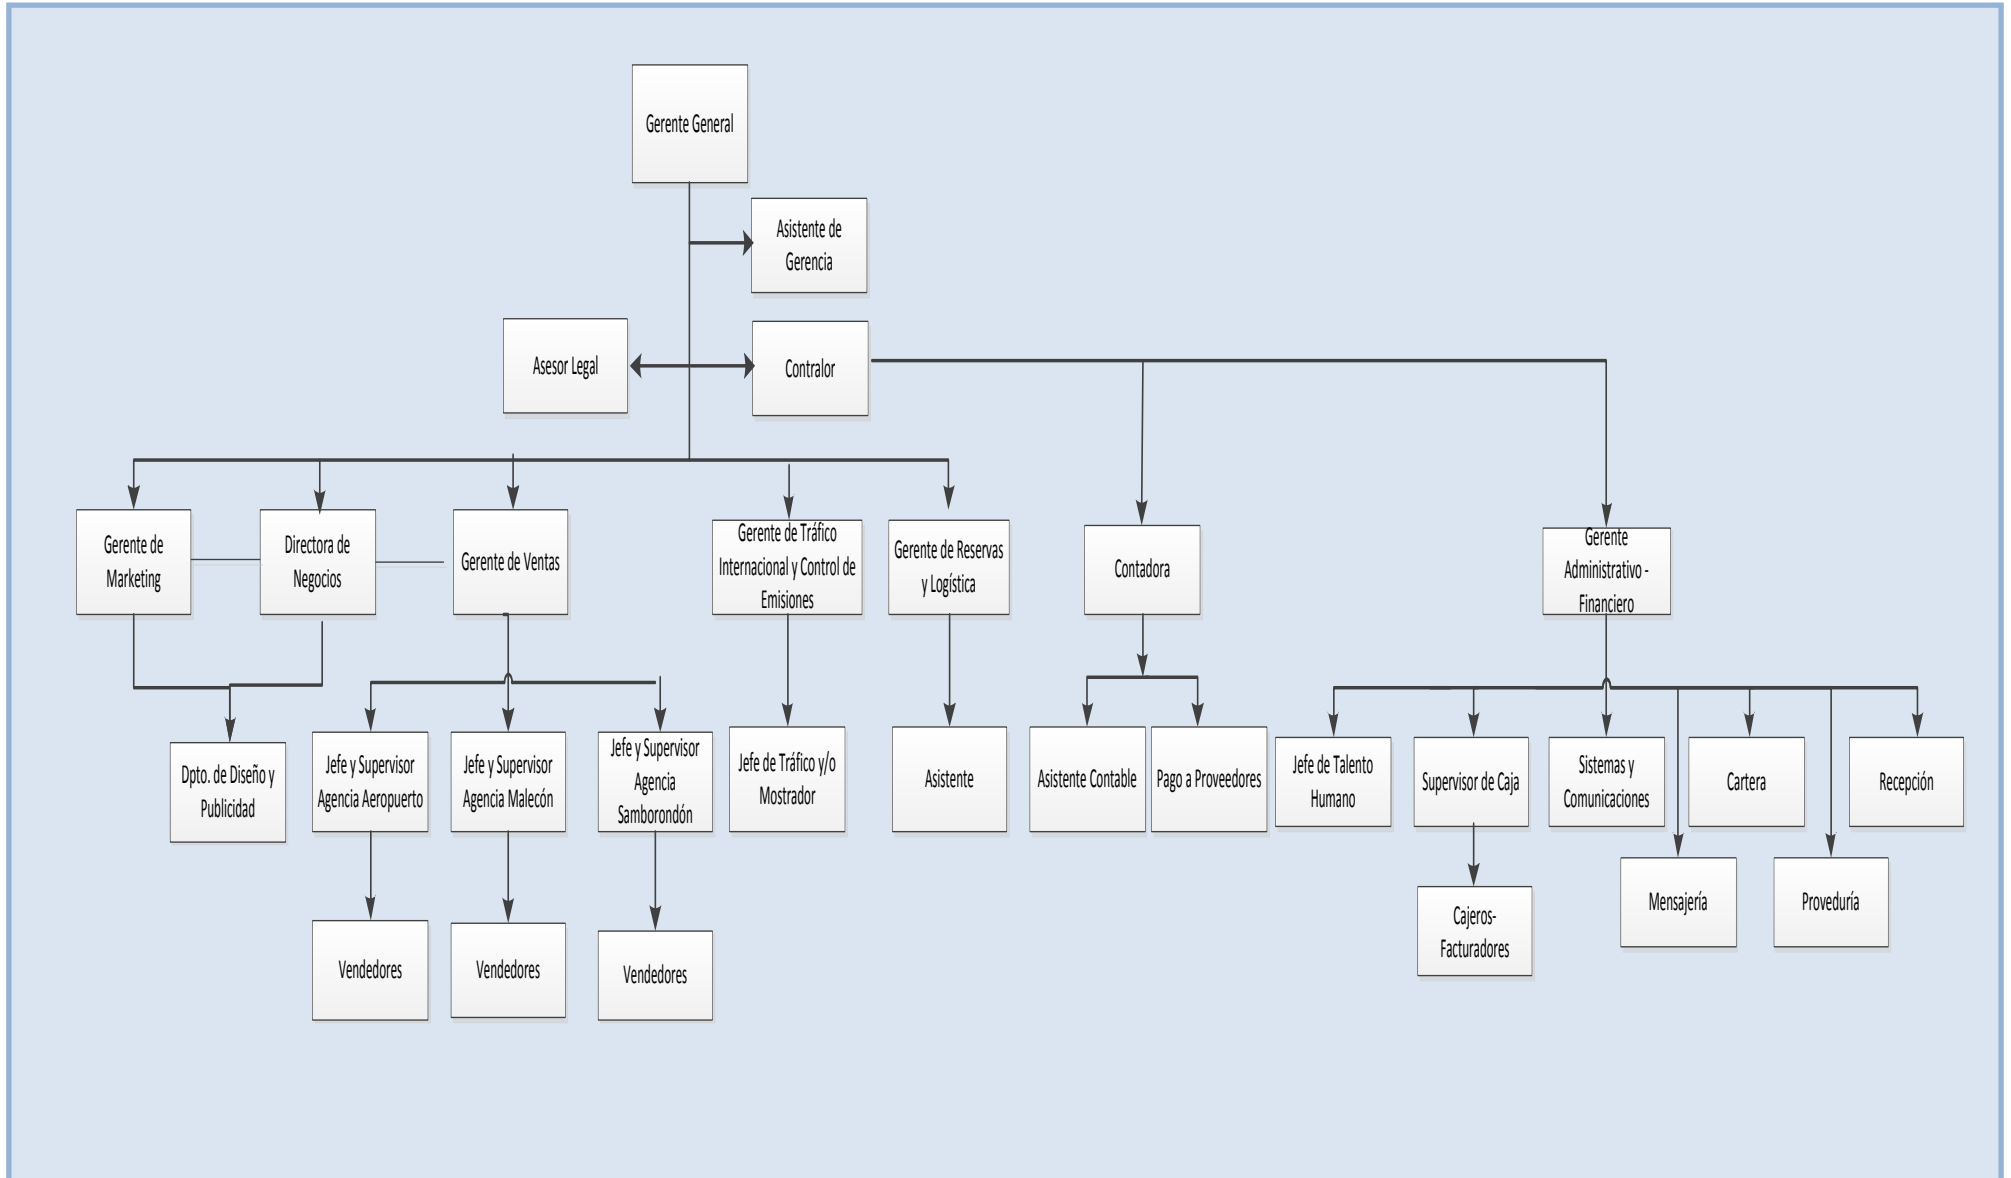 Gerente General
Asistente de
Gerencia
Asesor Legal
Contralor
Gerente de
Marketing
Directora de
Negocios
Gerente de Ventas
Gerente de Tráfico
Internacional y Control de
Emisiones
Gerente de Reservas
y Logística
Contadora
Gerente
Administrativo -
Financiero
Dpto. de Diseño y
Publicidad
Jefe y Supervisor
Agencia Aeropuerto
Jefe y Supervisor
Agencia Malecón
Jefe y Supervisor
Agencia
Samborondón
Jefe de Tráfico y/o
Mostrador
Asistente
Asistente Contable
Pago a Proveedores
Jefe de Talento
Humano
Supervisor de Caja
Sistemas y
Comunicaciones
Cartera
Recepción
Vendedores
Vendedores
Vendedores
Cajeros-
Facturadores
Mensajería
Proveduría